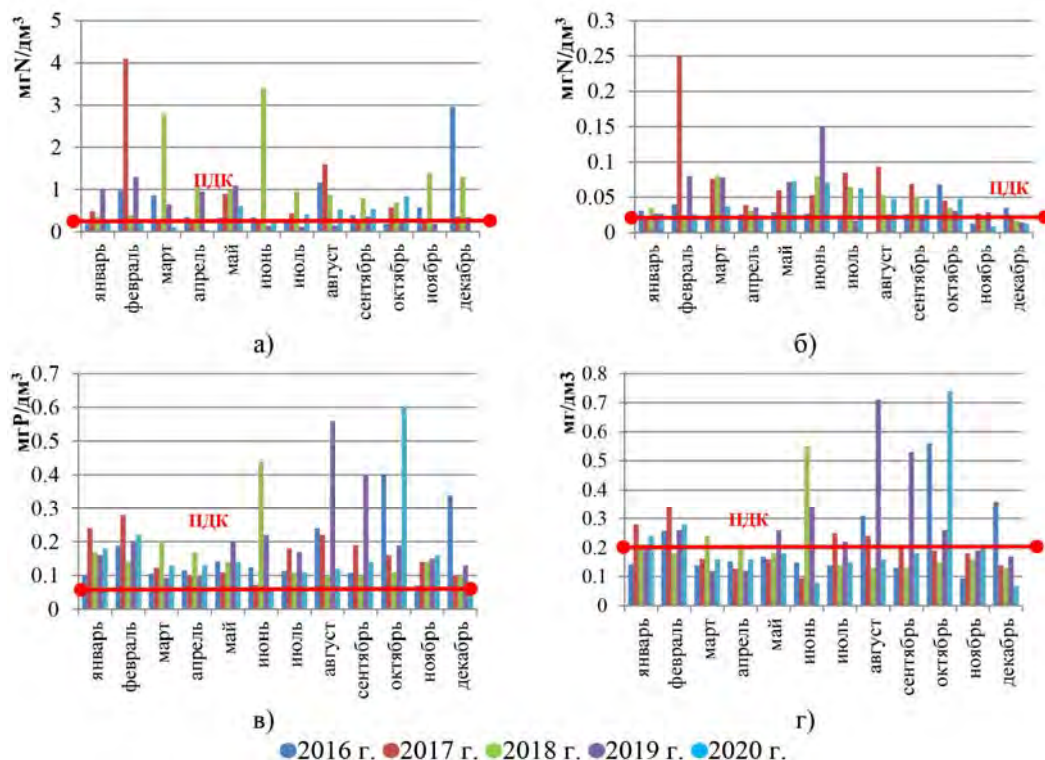 мгN/дм³
5
4
3
2
1
0
ПДК
январь
февраль
март
апрель
май
июнь
июль
август
сентябрь
октябрь
ноябрь
декабрь
а)
мгN/дм³
0.3
0.25
0.2
0.15
0.1
0.05
0
ПДК
январь
февраль
март
апрель
май
июнь
июль
август
сентябрь
октябрь
ноябрь
декабрь
б)
мгP/дм³
0.7
0.6
0.5
0.4
0.3
0.2
0.1
0
ПДК
январь
февраль
март
апрель
май
июнь
июль
август
сентябрь
октябрь
ноябрь
декабрь
в)
мг/дм3
0.8
0.7
0.6
0.5
0.4
0.3
0.2
0.1
0
ПДК
январь
февраль
март
апрель
май
июнь
июль
август
сентябрь
октябрь
ноябрь
декабрь
г)
2016 г. 2017 г. 2018 г. 2019 г. 2020 г.